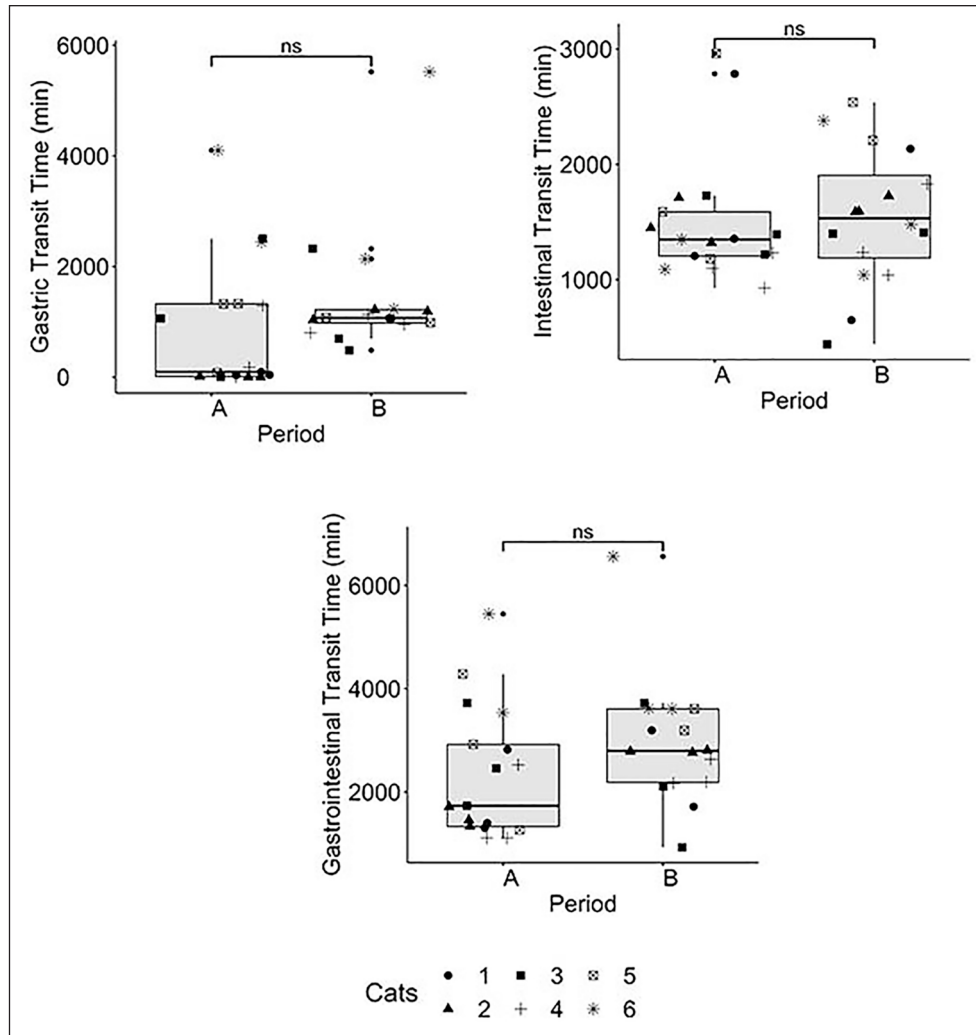 Gastric Transit Time (min)
6000
4000
2000
0
ns
A
B
Period
Intestinal Transit Time (min)
3000
2000
1000
ns
A
B
Period
Gastrointestinal Transit Time (min)
6000
4000
2000
ns
A
B
Period
Cats
1
3
5
2
4
6